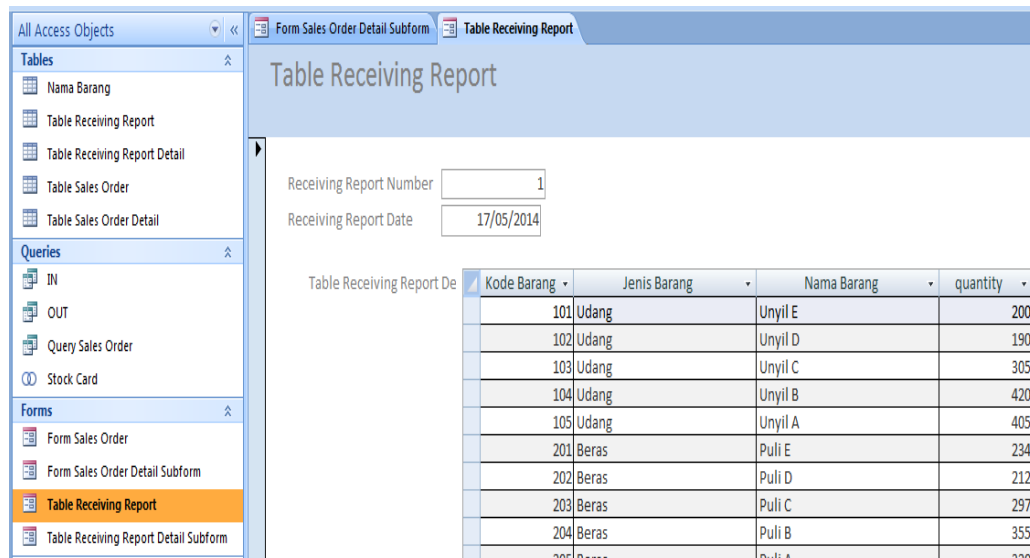 All Access Objects
Tables
Nama Barang
Table Receiving Report
Table Receiving Report Detail
Table Sales Order
Table Sales Order Detail
Queries
IN
OUT
Query Sales Order
Stock Card
Forms
Form Sales Order
Form Sales Order Detail Subform
Table Receiving Report
Table Receiving Report Detail Subform
Form Sales Order Detail Subform Table Receiving Report
Table Receiving Report
Receiving Report Number 1
Receiving Report Date 17/05/2014
Table Receiving Report De
Kode Barang Jenis Barang Nama Barang quantity
101 Udang Unyil E 200
102 Udang Unyil D 190
103 Udang Unyil C 305
104 Udang Unyil B 420
105 Udang Unyil A 405
201 Beras Puli E 234
202 Beras Puli D 212
203 Beras Puli C 297
204 Beras Puli B 355